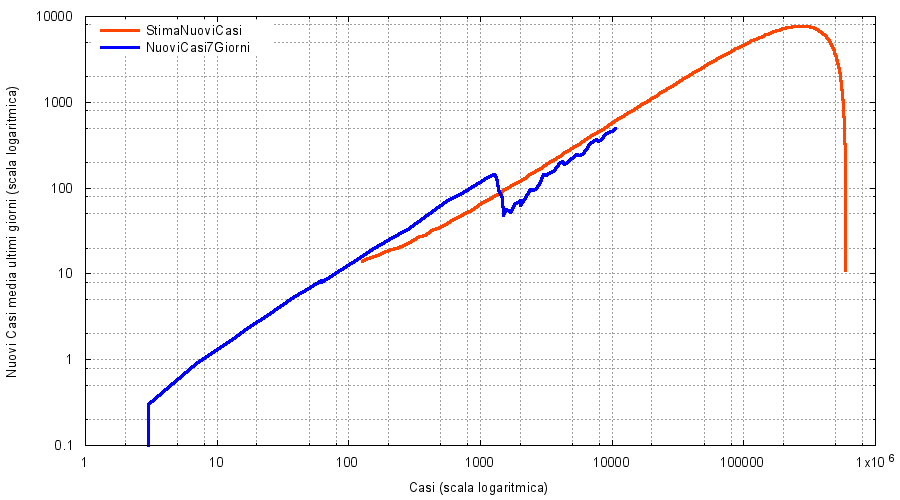 StimaNuoviCasi
NuoviCasi7Giorni
Nuovi Casi media ultimi giorni (scala logaritmica)
10000
1000
100
10
1
0.1
1 10 100 1000 10000 100000 1x10 6
Casi (scala logaritmica)